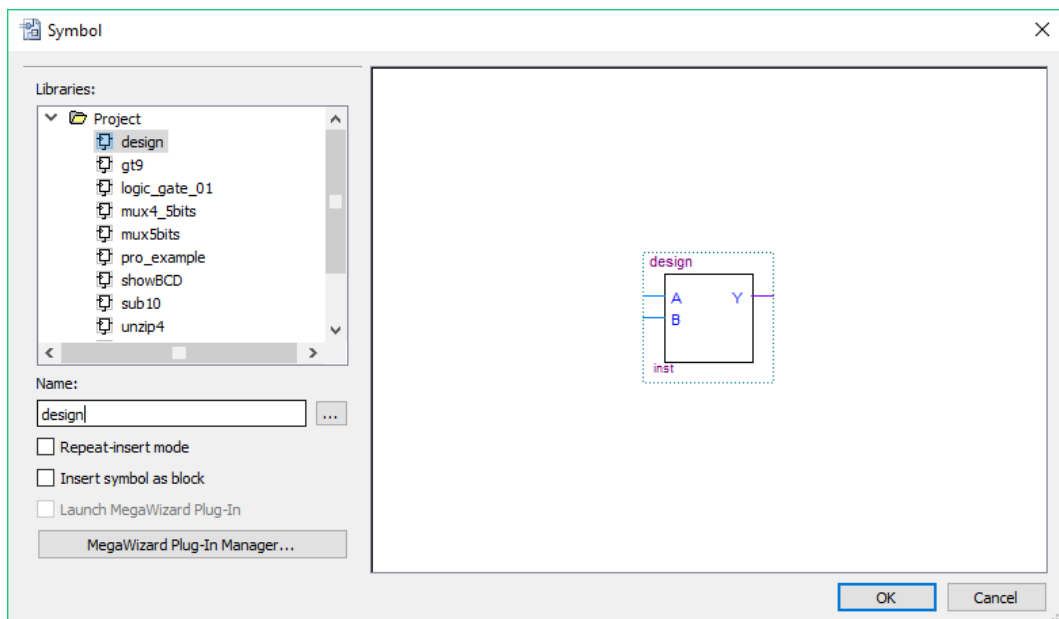 Symbol
Libraries:
Project
design
gt9
logic_gate_01
mux4_5bits
mux5bits
pro_example
showBCD
sub10
unzip4
Name:
design
...
Repeat-insert mode
Insert symbol as block
Launch MegaWizard Plug-In
MegaWizard Plug-In Manager...
design
A Y
B
inst
OK Cancel